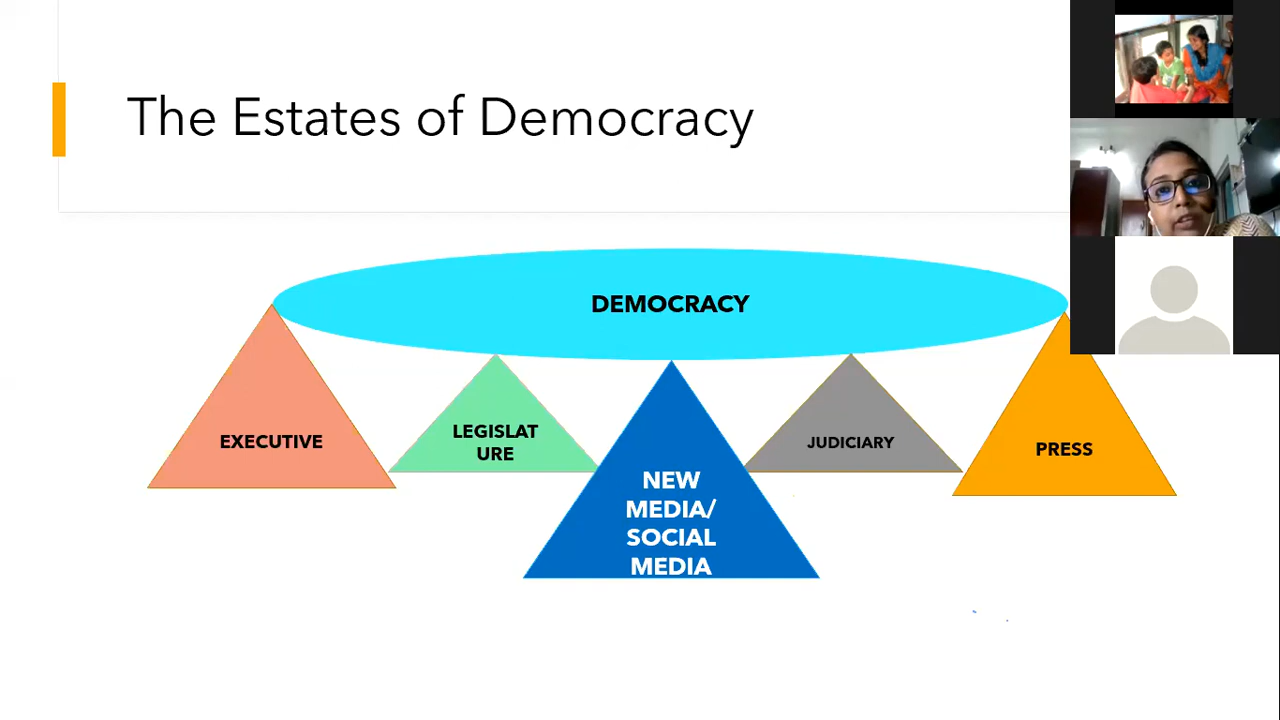 The Estates of Democracy
DEMOCRACY
EXECUTIVE
LEGISLAT
URE
NEW
MEDIA/
SOCIAL
MEDIA
JUDICIARY
PRESS